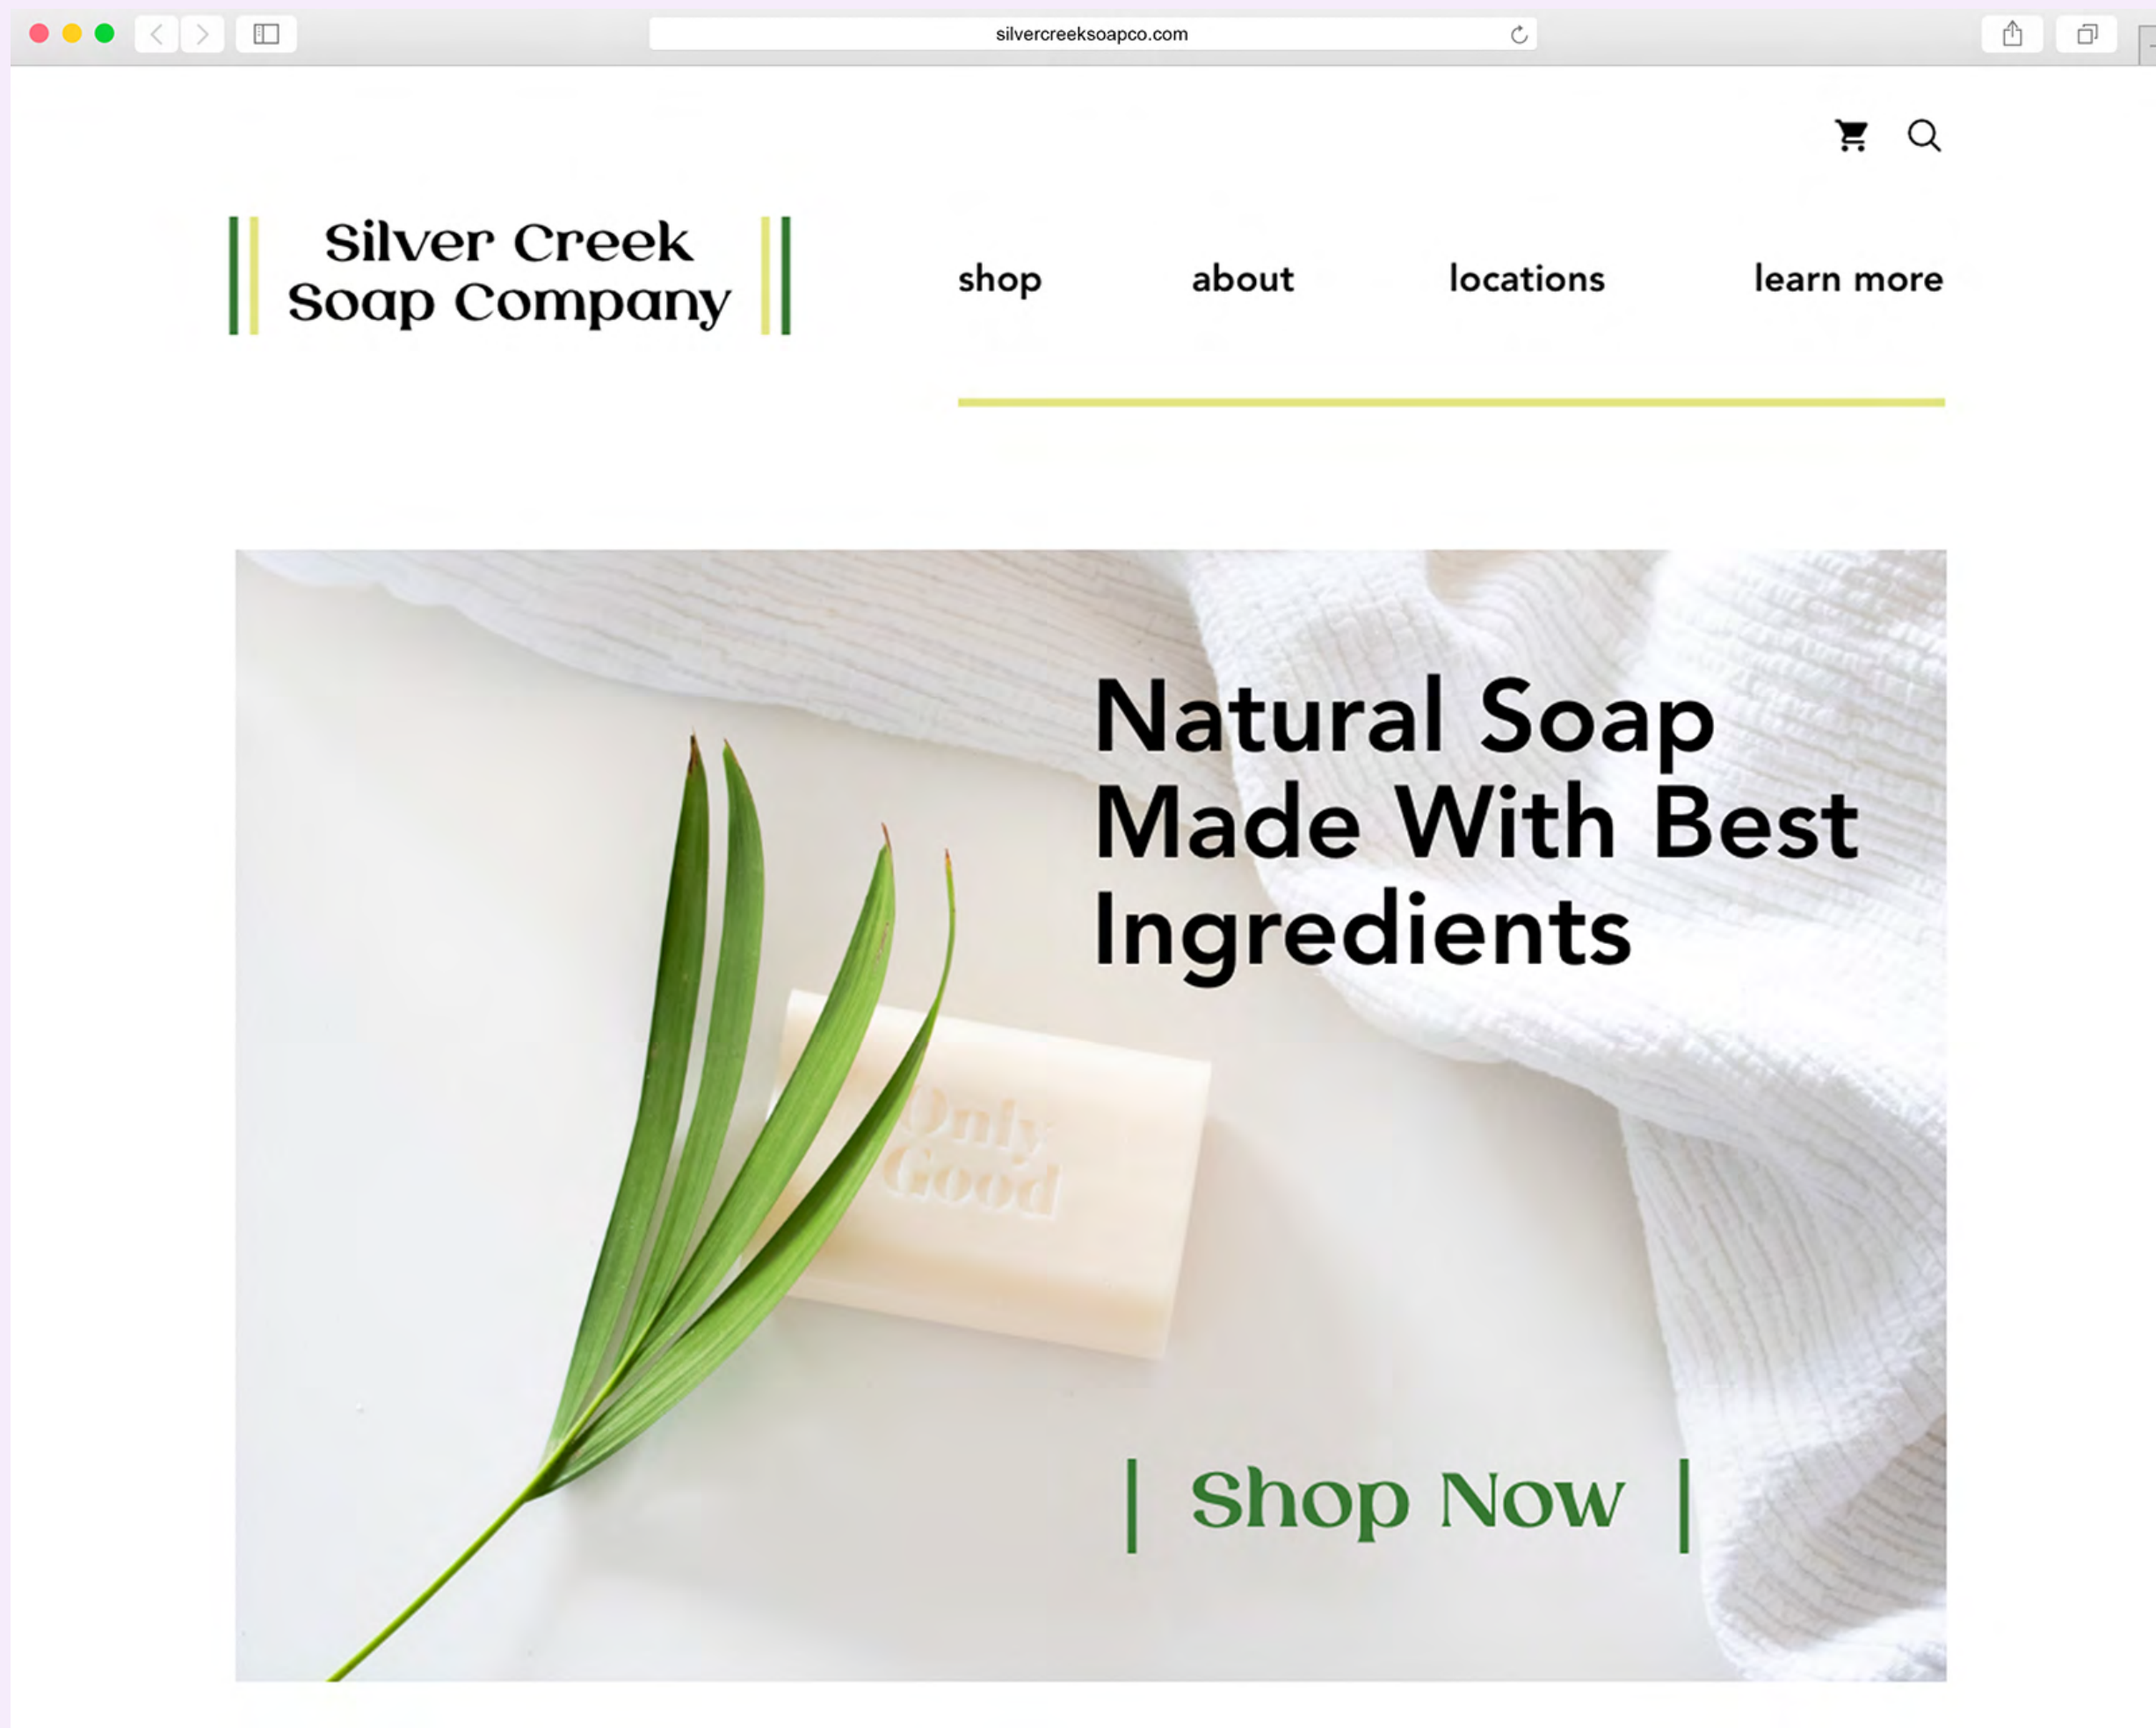 silvercreeksoapco.com
Silver Creek
Soap Company
shop about locations learn more
Natural Soap
Made With Best
Ingredients
Only
Good
Shop Now